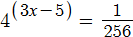 4^(3x−5) = 1/256